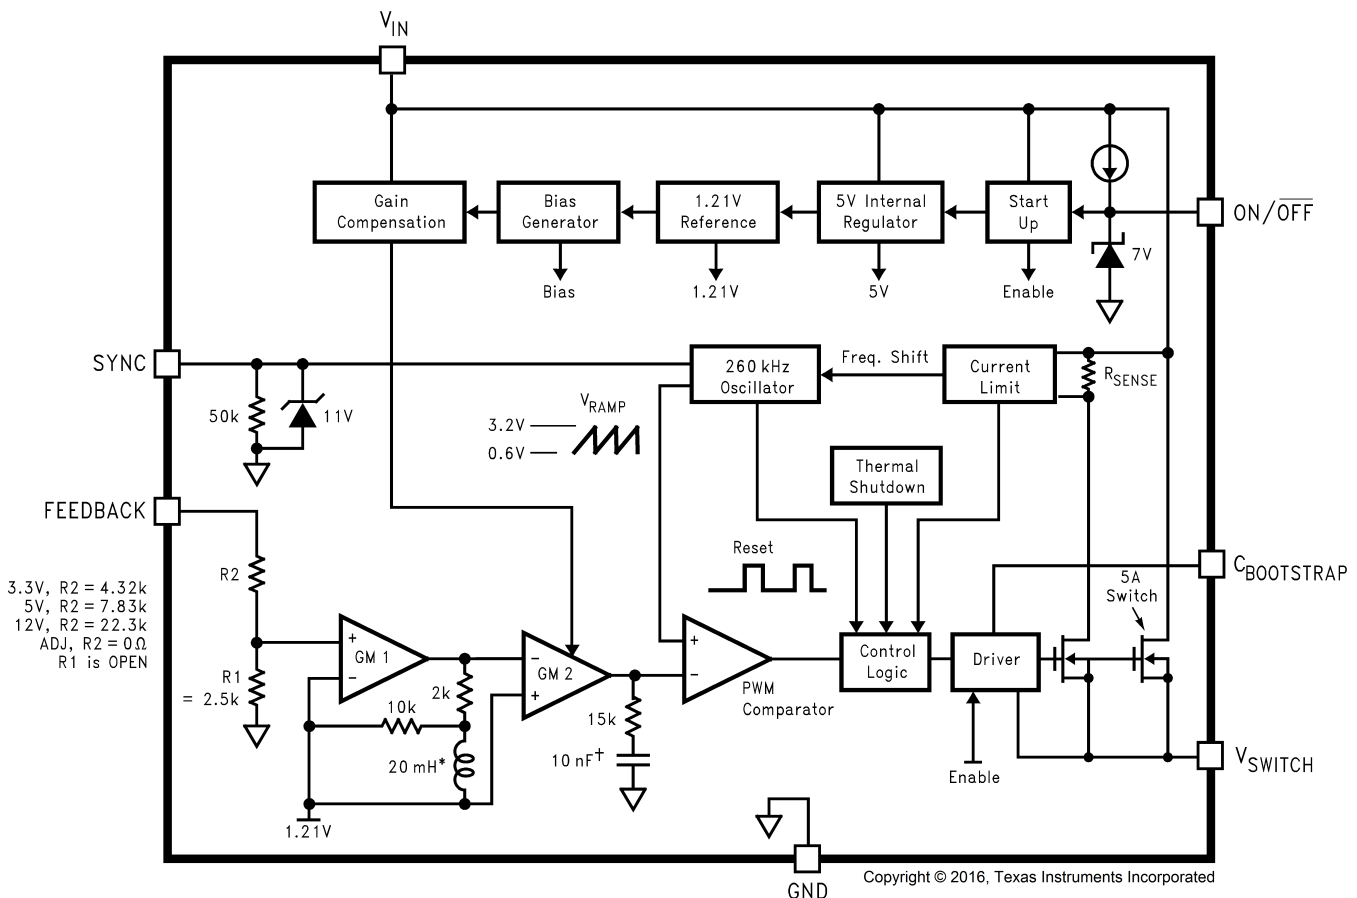 VIN
Gain
Compensation
Bias
Generator
1.21V
Reference
5V Internal
Regulator
Start
Up
ON/OFF
7V
Bias
1.21V
5V
Enable
SYNC
50k
11V
260 kHz
Oscillator
Freq. Shift
Current
Limit
RSENSE
VRAMP
3.2V
0.6V
Thermal
Shutdown
FEEDBACK
Reset
R2
3.3V, R2 = 4.32k
5V, R2 = 7.83k
12V, R2 = 22.3k
ADJ, R2 = 0Ω
R1 is OPEN
R1
= 2.5k
CBOOTSTRAP
5A
Switch
+
GM 1
−
−
GM 2
+
+
−
PWM
Comparator
Control
Logic
Driver
2k
10k
20 mH*
15k
10 nF†
Enable
VSWITCH
1.21V
GND
Copyright © 2016, Texas Instruments Incorporated